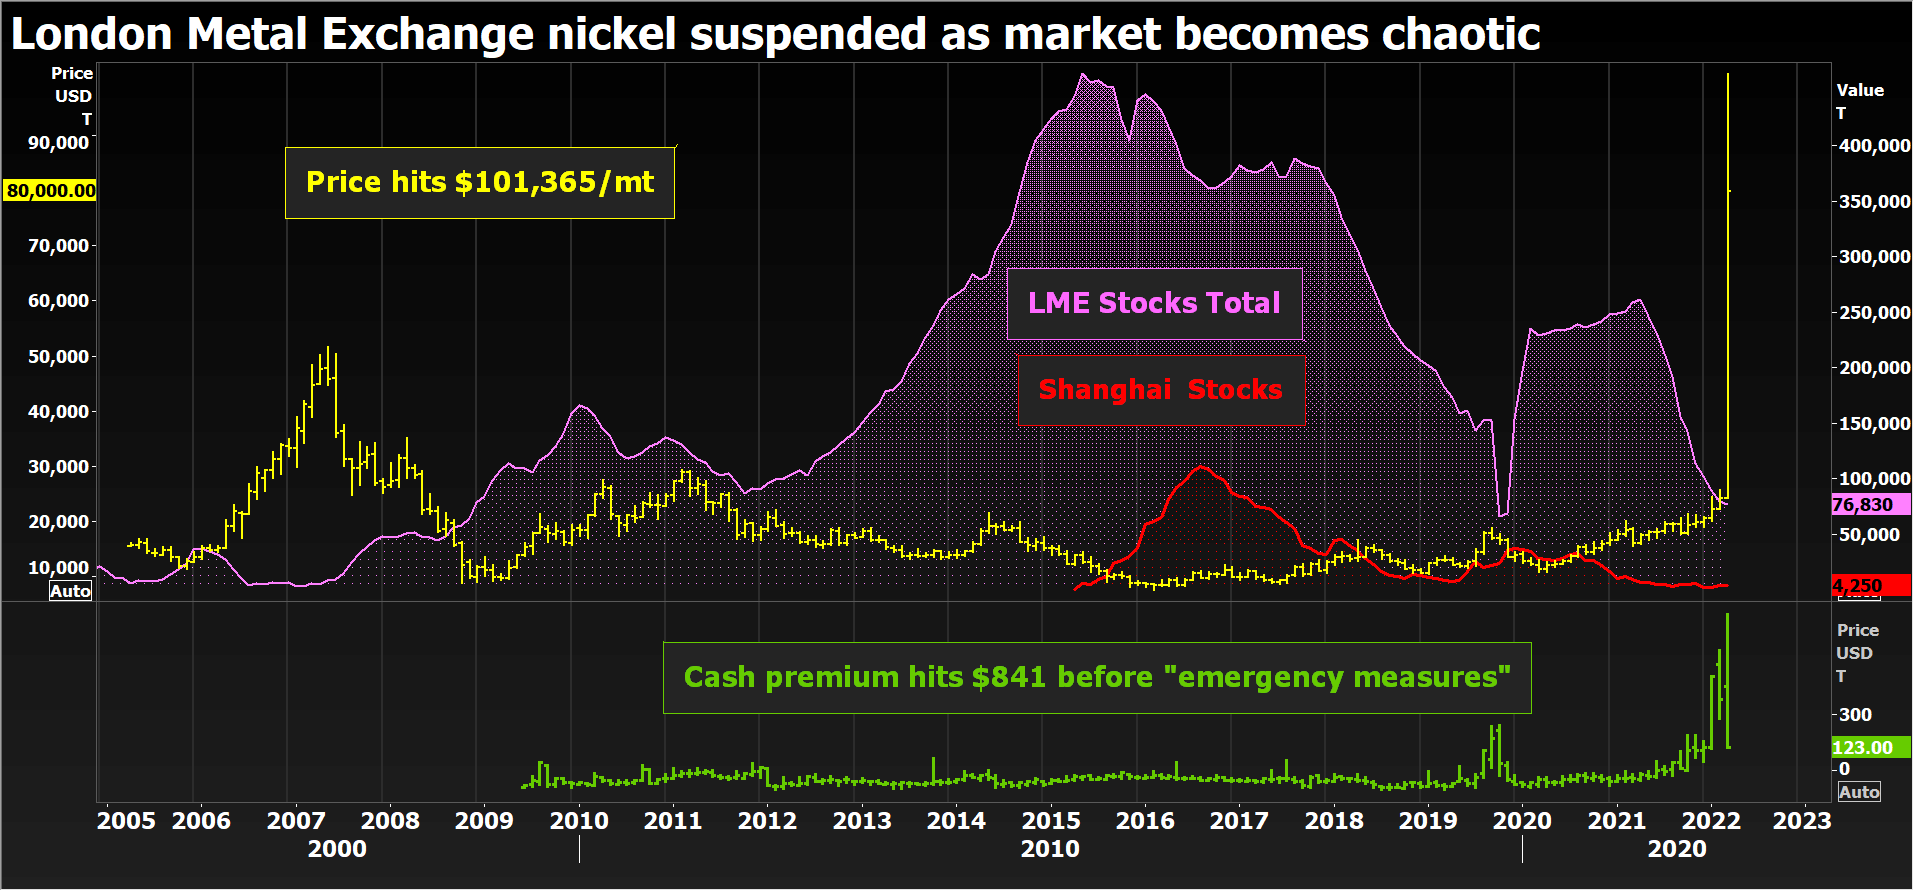 London Metal Exchange nickel suspended as market becomes chaotic
Price
USD
T
90,000
80,000.00
70,000
60,000
50,000
40,000
30,000
20,000
10,000
Auto
Price hits $101,365/mt
LME Stocks Total
Shanghai Stocks
Value
T
400,000
350,000
300,000
250,000
200,000
150,000
100,000
76,830
50,000
4,250
Cash premium hits $841 before "emergency measures"
Price
USD
T
300
123.00
0
Auto
2005 2006 2007 2008 2009 2010 2011 2012 2013 2014 2015 2016 2017 2018 2019 2020 2021 2022 2023
2000 2010 2020